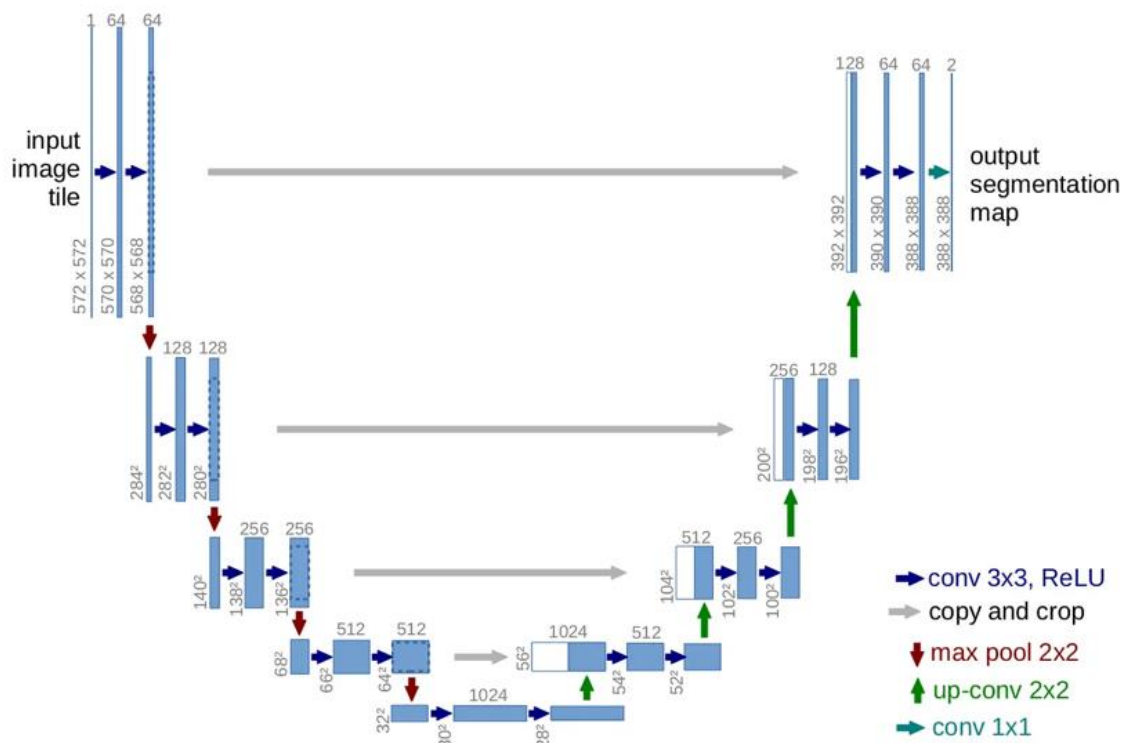 1 64 64
input
image
tile
572 x 572
570 x 570
568 x 568
128 64 64 2
output
segmentation
map
392 x 392
390 x 390
388 x 388
388 x 388
128 128
284²
282²
280²
256 128
200²
198²
196²
256 256
140²
138²
136²
512 256
104²
102²
100²
512 512
68²
66²
64²
1024 512
56²
54²
52²
1024
32²
conv 3x3, ReLU
copy and crop
max pool 2x2
up-conv 2x2
conv 1x1